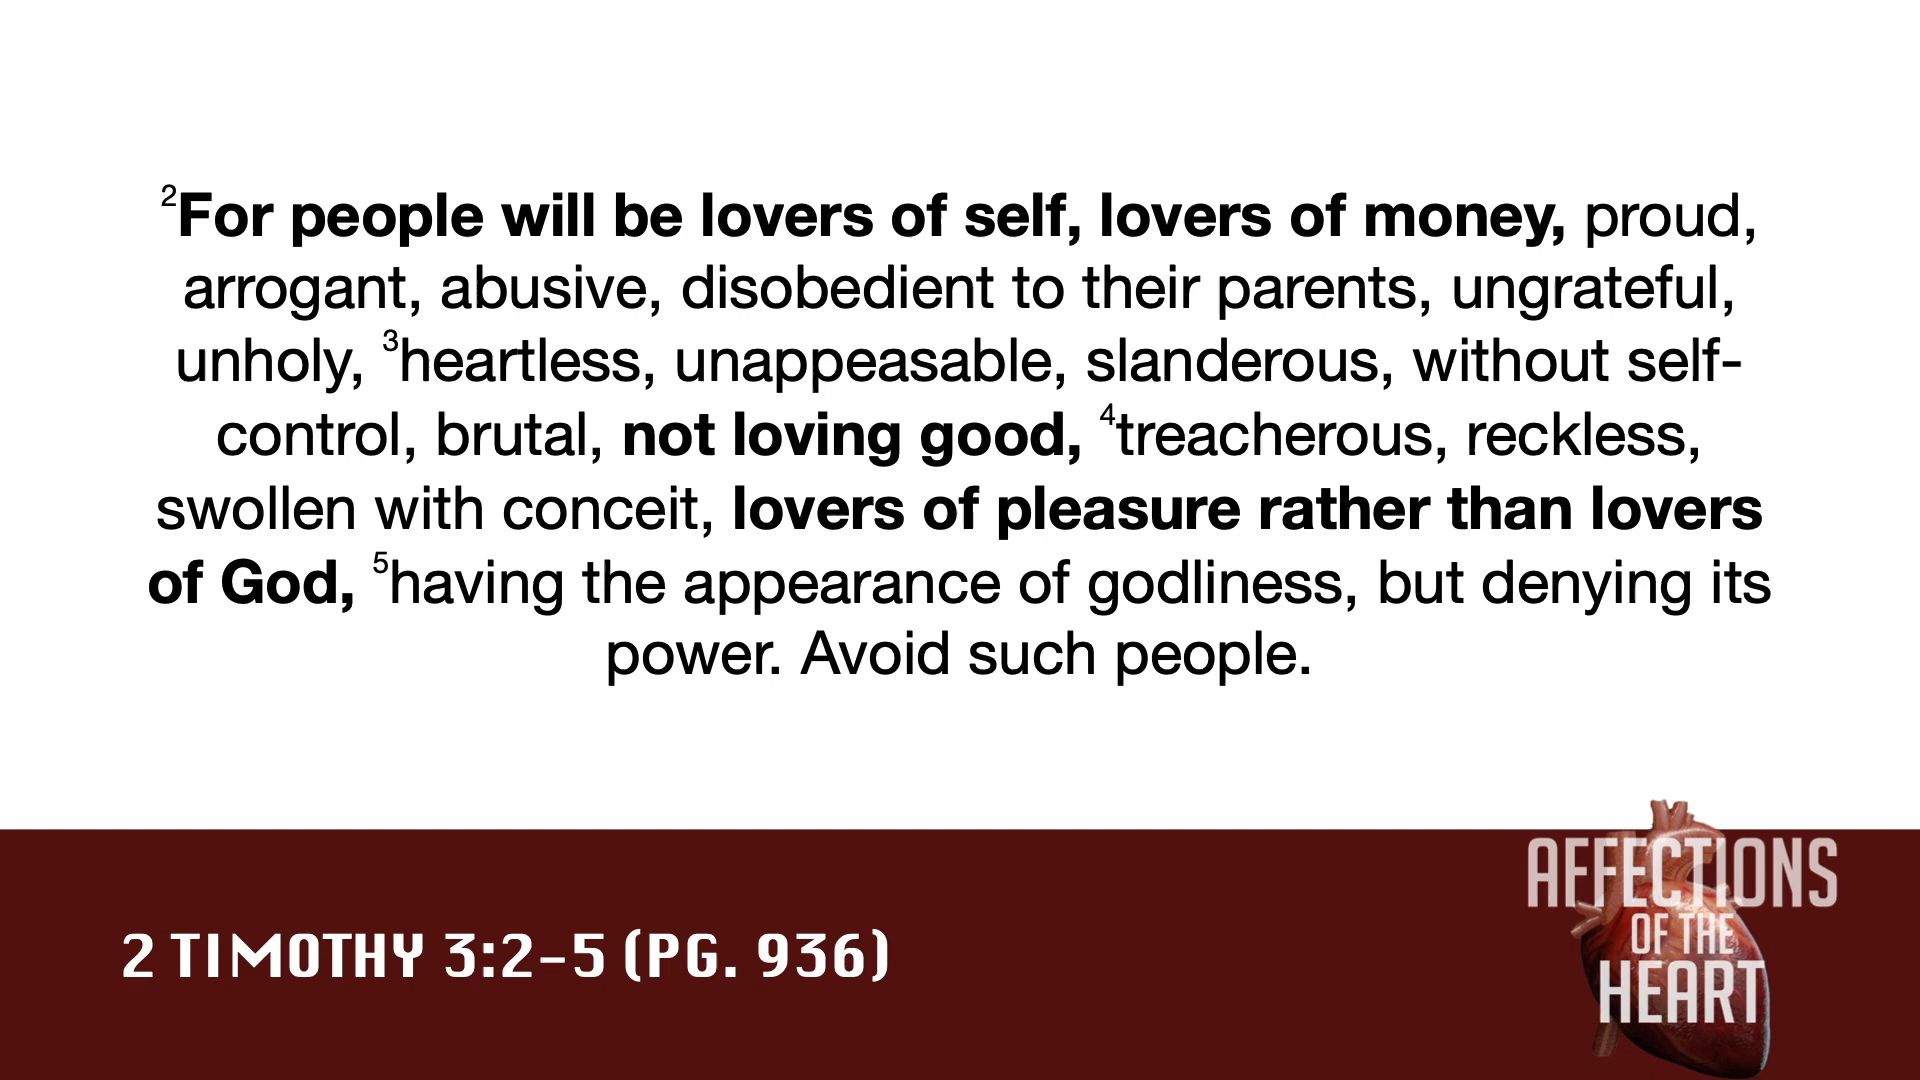 ²For people will be lovers of self, lovers of money, proud,
arrogant, abusive, disobedient to their parents, ungrateful,
unholy, ³heartless, unappeasable, slanderous, without self-
control, brutal, not loving good, ⁴treacherous, reckless,
swollen with conceit, lovers of pleasure rather than lovers
of God, ⁵having the appearance of godliness, but denying its
power. Avoid such people.
2 TIMOTHY 3:2-5 (PG. 936)
AFFECTIONS
OF THE
HEART